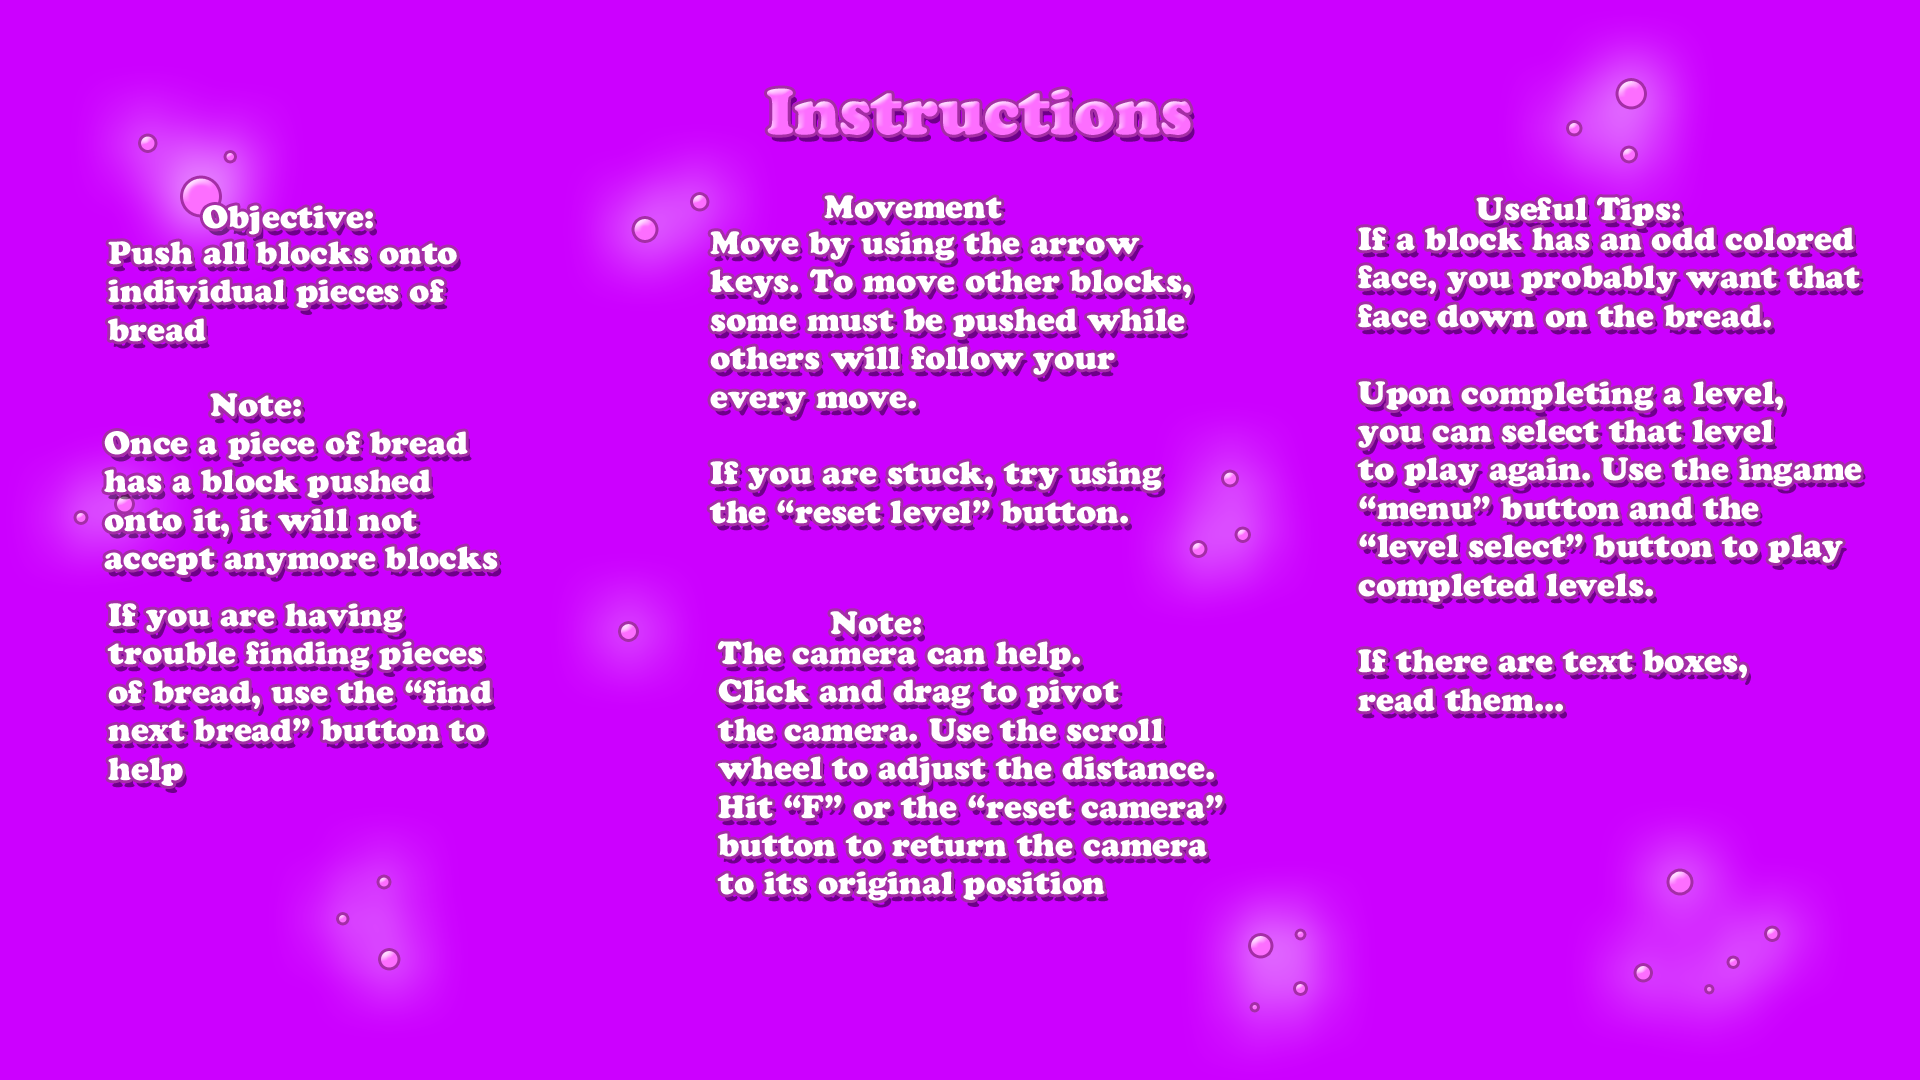 Instructions
Objective:
Push all blocks onto
individual pieces of
bread
Note:
Once a piece of bread
has a block pushed
onto it, it will not
accept anymore blocks
If you are having
trouble finding pieces
of bread, use the “find
next bread” button to
help
Movement
Move by using the arrow
keys. To move other blocks,
some must be pushed while
others will follow your
every move.
If you are stuck, try using
the “reset level” button.
Note:
The camera can help.
Click and drag to pivot
the camera. Use the scroll
wheel to adjust the distance.
Hit “F” or the “reset camera”
button to return the camera
to its original position
Useful Tips:
If a block has an odd colored
face, you probably want that
face down on the bread.
Upon completing a level,
you can select that level
to play again. Use the ingame
“menu” button and the
“level select” button to play
completed levels.
If there are text boxes,
read them...